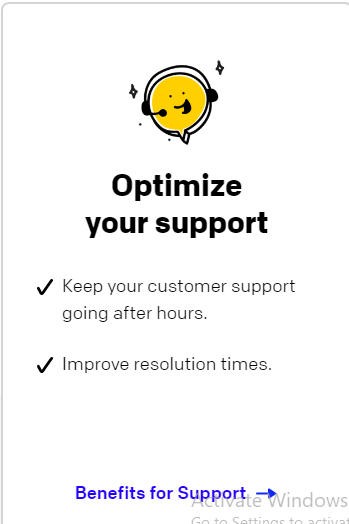 Optimize
your support
Keep your customer support
going after hours.
Improve resolution times.
Benefits for Support
Activate Windows
Go to Settings to activat